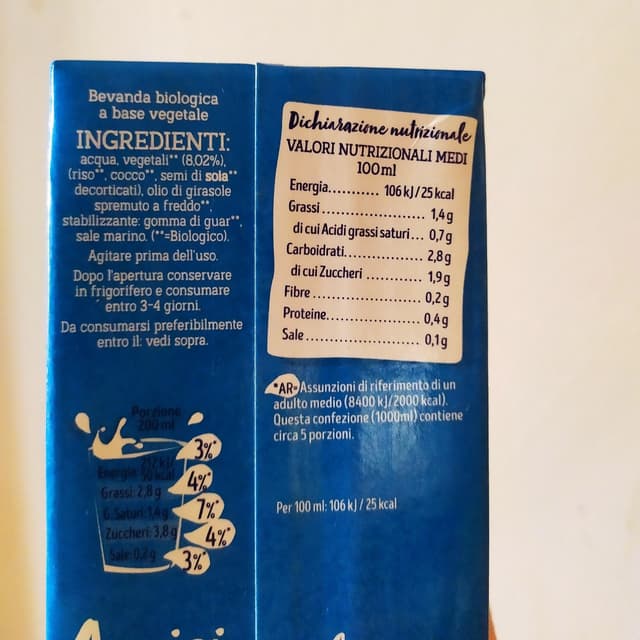 Bevanda biologica
a base vegetale
INGREDIENTI:
acqua, vegetali** (8,02%),
(riso**, cocco**, semi di soia**
decorticati), olio di girasole
spremuto a freddo**,
stabilizzante: gomma di guar**,
sale marino. (**=Biologico).
Agitare prima dell'uso.
Dopo l'apertura conservare
in frigorifero e consumare
entro 3-4 giorni.
Da consumarsi preferibilmente
entro il: vedi sopra.
Porzione
200 ml
3%*
Energia 212 kJ/
50 kcal
4%*
Grassi: 2,8 g
7%*
G. Saturi: 1,4 g
Zuccheri: 3,8 g
4%*
Sale: 0,2 g
3%*
Dichiarazione nutrizionale
VALORI NUTRIZIONALI MEDI
100 ml
Energia.......... 106 kJ / 25 kcal
Grassi .................... 1,4 g
di cui Acidi grassi saturi... 0,7 g
Carboidrati................ 2,8 g
di cui Zuccheri ........... 1,9 g
Fibre ..................... 0,2 g
Proteine................... 0,4 g
Sale ...................... 0,1 g
*AR=Assunzioni di riferimento di un
adulto medio (8400 kJ/2000 kcal).
Questa confezione (1000ml) contiene
circa 5 porzioni.
Per 100 ml: 106 kJ / 25 kcal